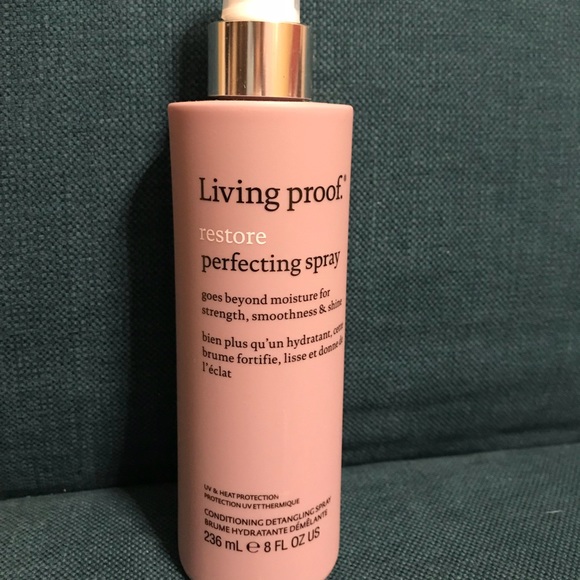 Living proof.®
restore
perfecting spray
goes beyond moisture for
strength, smoothness & shine
bien plus qu'un hydratant, cette
brume fortifie, lisse et donne de
l'éclat
UV & HEAT PROTECTION
PROTECTION UV ET THERMIQUE
CONDITIONING DETANGLING SPRAY
BRUME HYDRATANTE DÉMÊLANTE
236 mL ℮ 8 FL OZ US